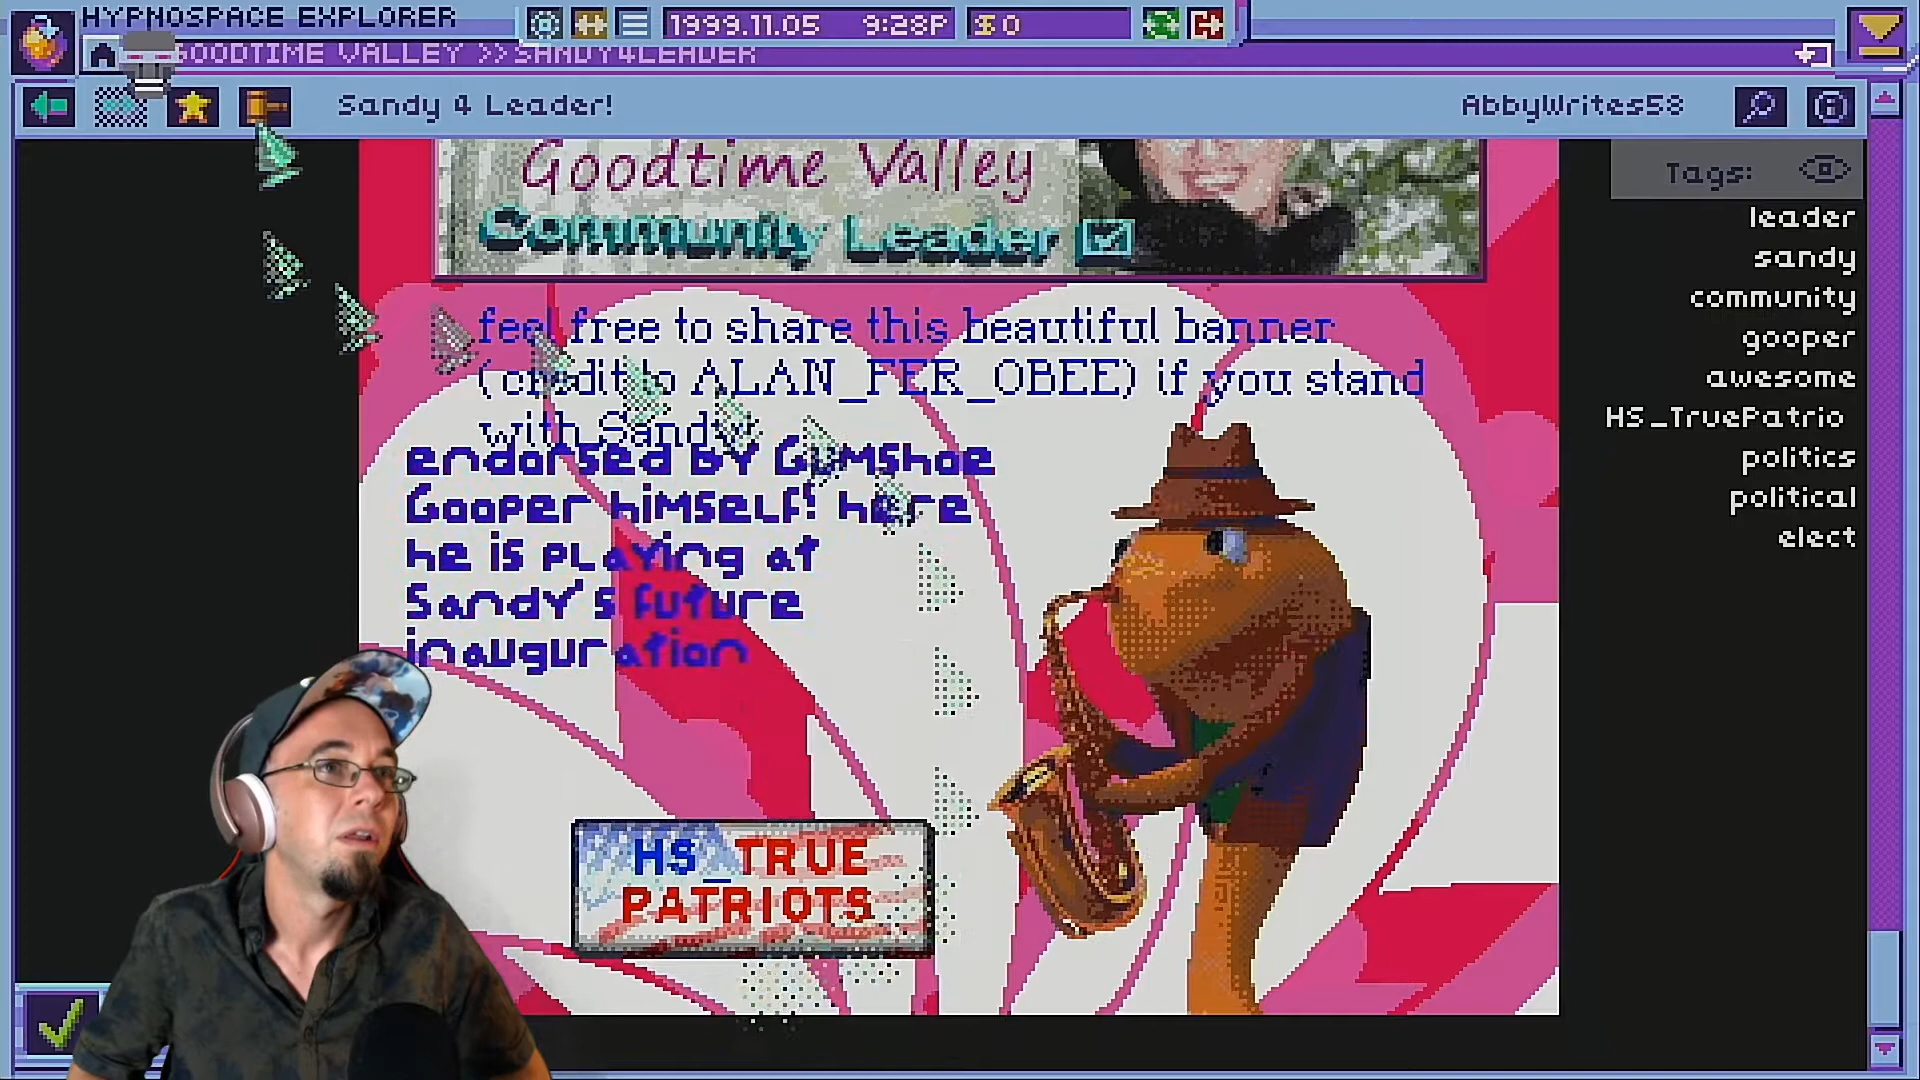 HYPNOSPACE EXPLORER
1999.11.05 9:28P $0
GOODTIME VALLEY >> SANDY4LEADER
Sandy 4 Leader!
AbbyWrites58
Goodtime Valley
Community Leader
feel free to share this beautiful banner
(credit to ALAN_PER_OBEE) if you stand
with Sandy!
endorsed by Gumshoe
Gooper himself! here
he is playing at
Sandy's future
inauguration
HS_TRUE
PATRIOTS
Tags:
leader
sandy
community
gooper
awesome
HS_TruePatrio
politics
political
elect